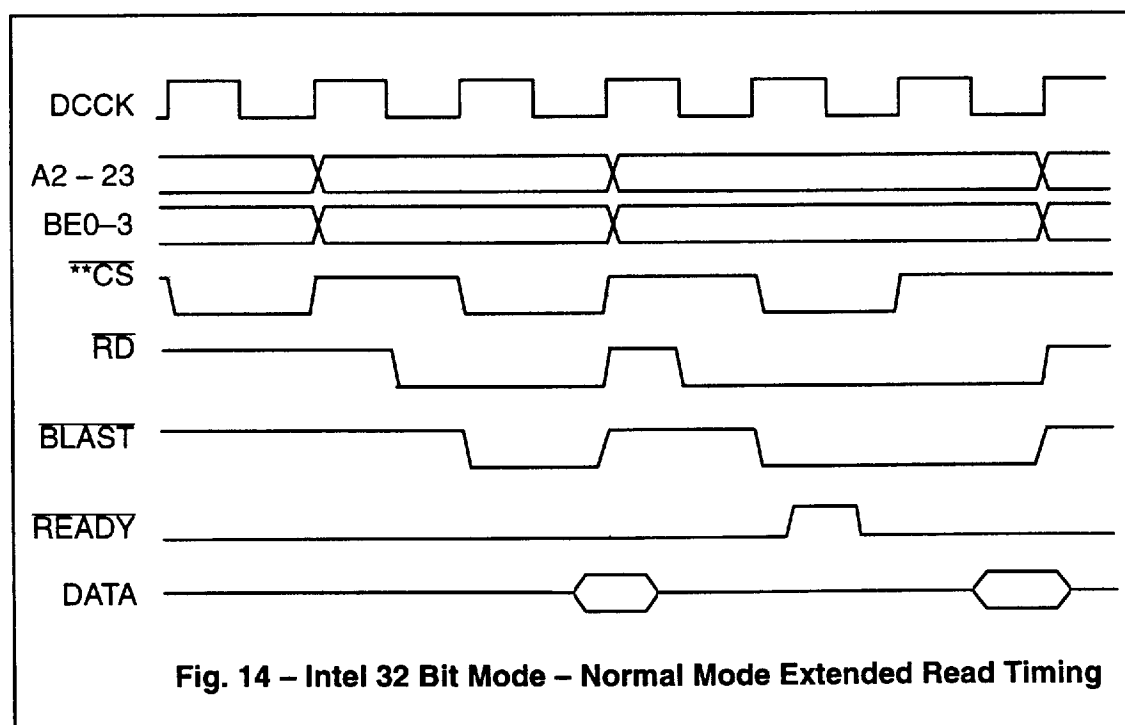 DCCK
A2 – 23
BE0–3
**CS
RD
BLAST
READY
DATA
Fig. 14 – Intel 32 Bit Mode – Normal Mode Extended Read Timing